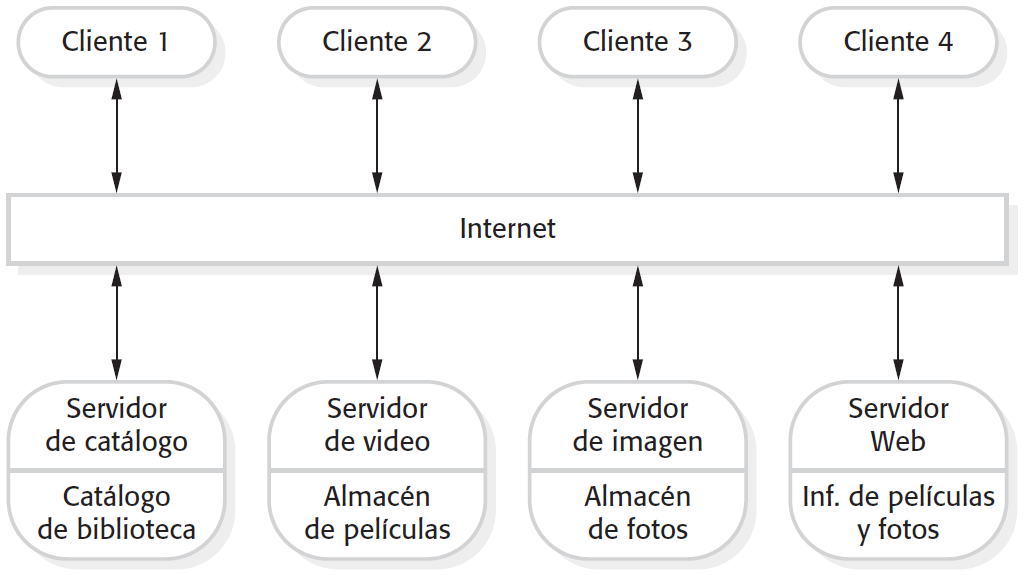 Cliente 1
Cliente 2
Cliente 3
Cliente 4
Internet
Servidor
de catálogo
Catálogo
de biblioteca
Servidor
de video
Almacén
de películas
Servidor
de imagen
Almacén
de fotos
Servidor
Web
Inf. de películas
y fotos